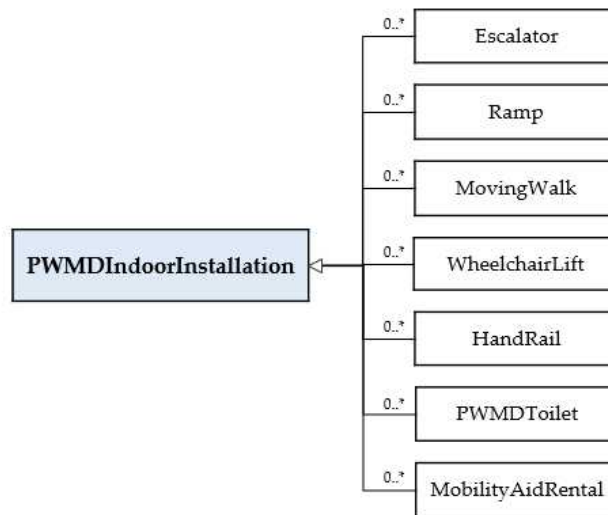 0..*
Escalator
0..*
Ramp
0..*
MovingWalk
PWMDIndoorInstallation
0..*
WheelchairLift
0..*
HandRail
0..*
PWMDToilet
0..*
MobilityAidRental